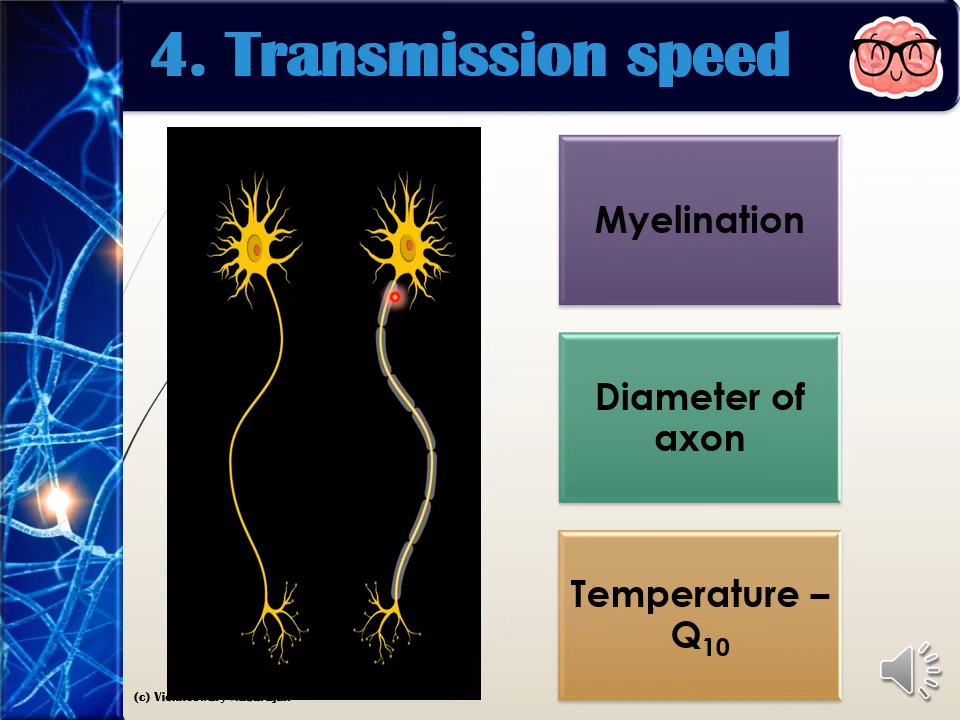 4. Transmission speed
Myelination
Diameter of
axon
Temperature –
Q10
(c)